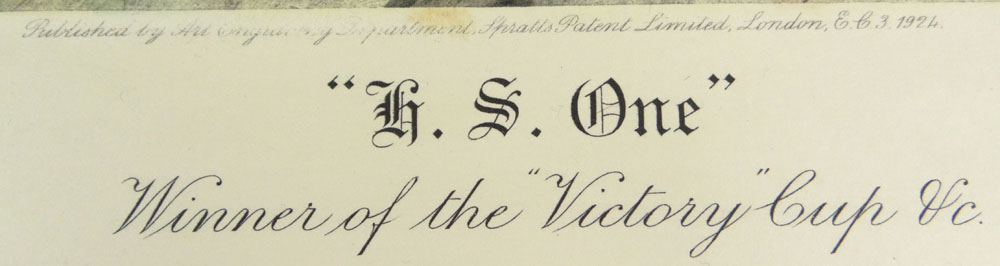 Published by Art Engraving Department, Spratts Patent Limited, London, E.C.3. 1924.
"H. S. One"
Winner of the "Victory" Cup &c.